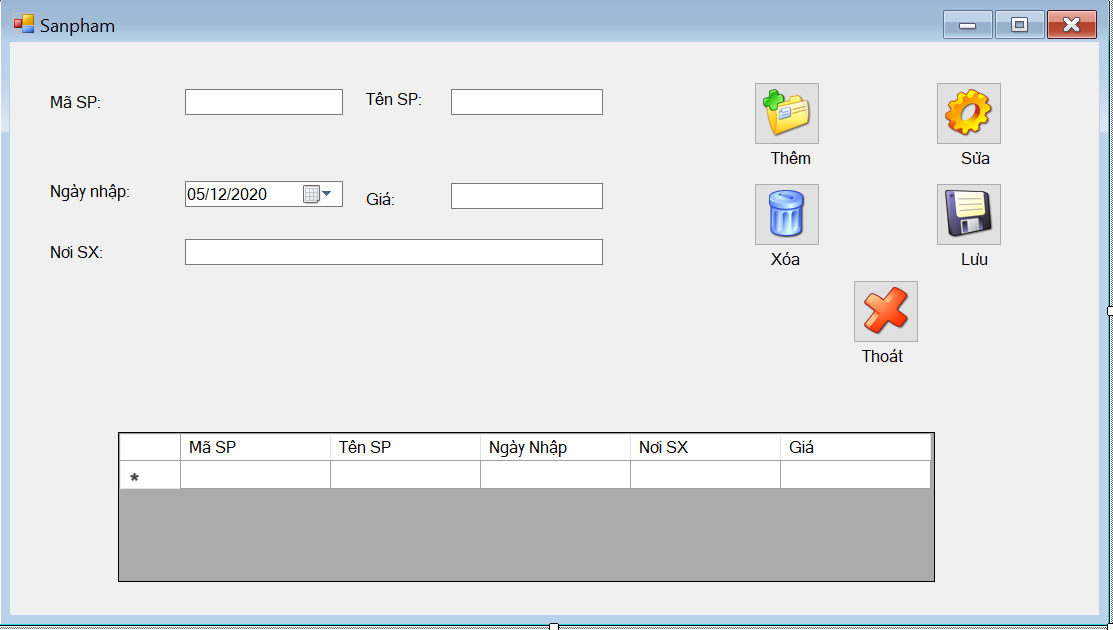 Sanpham
Mã SP:
Tên SP:
Thêm
Sửa
Ngày nhập:
05/12/2020
Giá:
Nơi SX:
Xóa
Lưu
Thoát
Mã SP Tên SP Ngày Nhập Nơi SX Giá
*